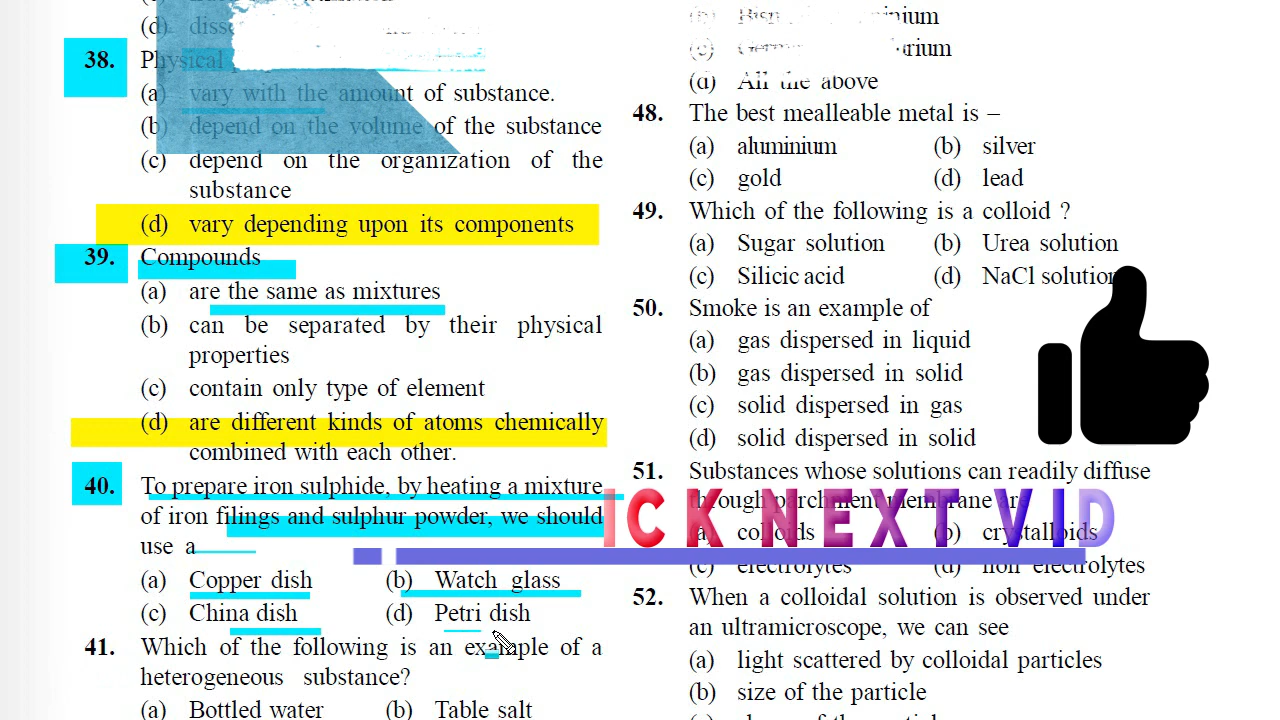 (d)
38. Physical
(a) vary with the amount of substance.
(b) depend on the volume of the substance
(c) depend on the organization of the
substance
(d) vary depending upon its components
39. Compounds
(a) are the same as mixtures
(b) can be separated by their physical
properties
(c) contain only type of element
(d) are different kinds of atoms chemically
combined with each other.
40. To prepare iron sulphide, by heating a mixture
of iron filings and sulphur powder, we should
use a
(a) Copper dish (b) Watch glass
(c) China dish (d) Petri dish
41. Which of the following is an example of a
heterogeneous substance?
(a) Bottled water (b) Table salt
(d) All the above
48. The best mealleable metal is –
(a) aluminium (b) silver
(c) gold (d) lead
49. Which of the following is a colloid ?
(a) Sugar solution (b) Urea solution
(c) Silicic acid (d) NaCl solution
50. Smoke is an example of
(a) gas dispersed in liquid
(b) gas dispersed in solid
(c) solid dispersed in gas
(d) solid dispersed in solid
51. Substances whose solutions can readily diffuse
through parchment membrane are
(a) colloids (b) crystalloids
(c) electrolytes (d) non electrolytes
ICK NEXT VID
52. When a colloidal solution is observed under
an ultramicroscope, we can see
(a) light scattered by colloidal particles
(b) size of the particle